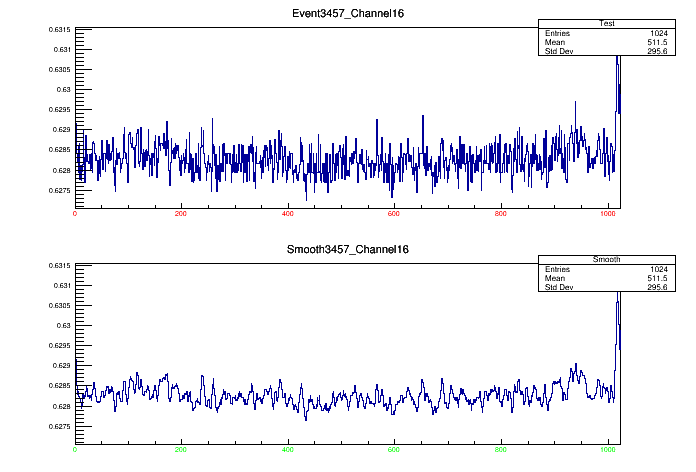 Event3457_Channel16
Test
Entries 1024
Mean 511.5
Std Dev 295.6
0.6315
0.631
0.6305
0.63
0.6295
0.629
0.6285
0.628
0.6275
0 200 400 600 800 1000
Smooth3457_Channel16
Smooth
Entries 1024
Mean 511.5
Std Dev 295.6
0.6315
0.631
0.6305
0.63
0.6295
0.629
0.6285
0.628
0.6275
0 200 400 600 800 1000